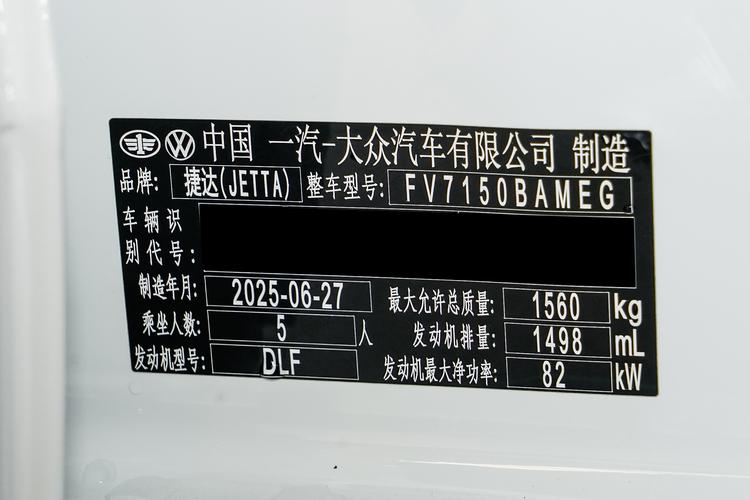 中国 一汽-大众汽车有限公司 制造
品牌: 捷达(JETTA) 整车型号: FV7150BAMEG
车辆识
别代号:
制造年月: 2025-06-27 最大允许总质量: 1560 kg
乘坐人数: 5 人 发动机排量: 1498 mL
发动机型号: DLF 发动机最大净功率: 82 kW